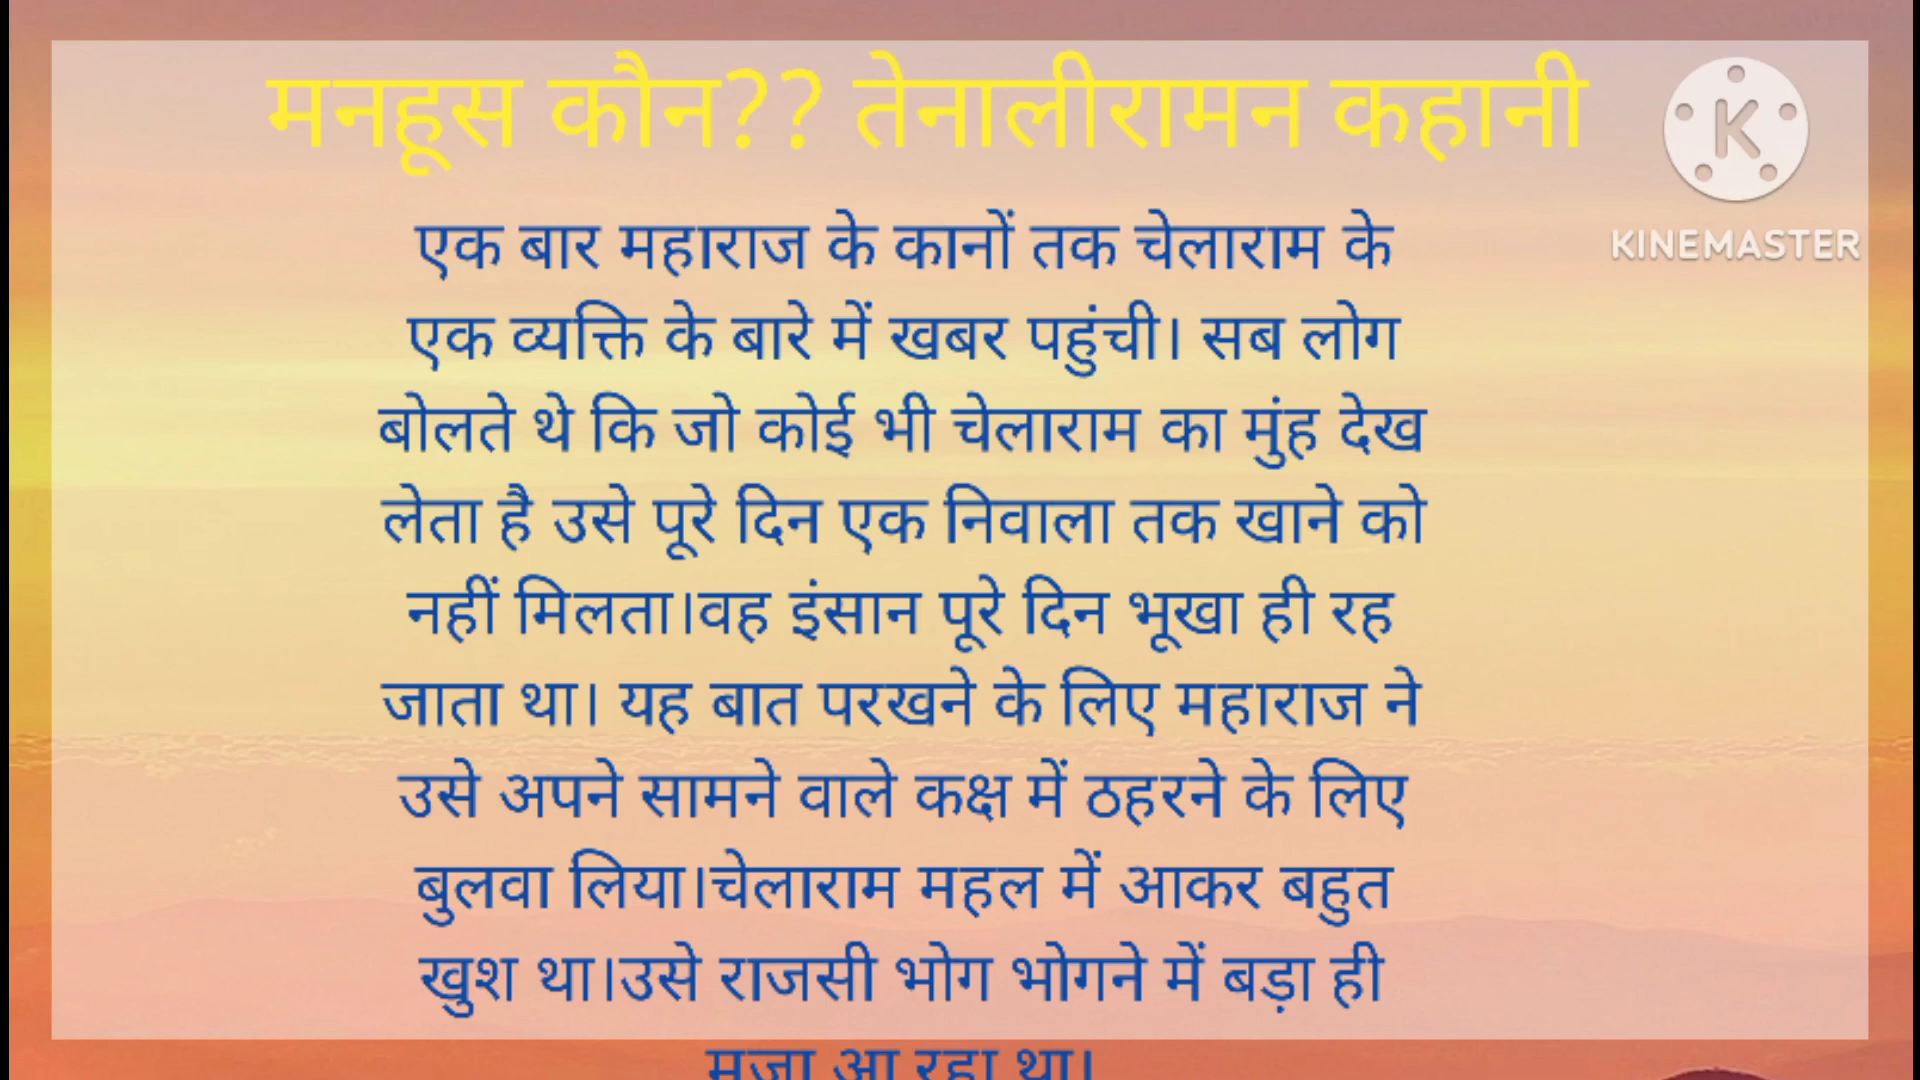 मनहूस कौन?? तेनालीरामन कहानी
KINEMASTER
एक बार महाराज के कानों तक चेलाराम के
एक व्यक्ति के बारे में खबर पहुंची। सब लोग
बोलते थे कि जो कोई भी चेलाराम का मुंह देख
लेता है उसे पूरे दिन एक निवाला तक खाने को
नहीं मिलता।वह इंसान पूरे दिन भूखा ही रह
जाता था। यह बात परखने के लिए महाराज ने
उसे अपने सामने वाले कक्ष में ठहरने के लिए
बुलवा लिया।चेलाराम महल में आकर बहुत
खुश था।उसे राजसी भोग भोगने में बड़ा ही
मजा आ रहा था।